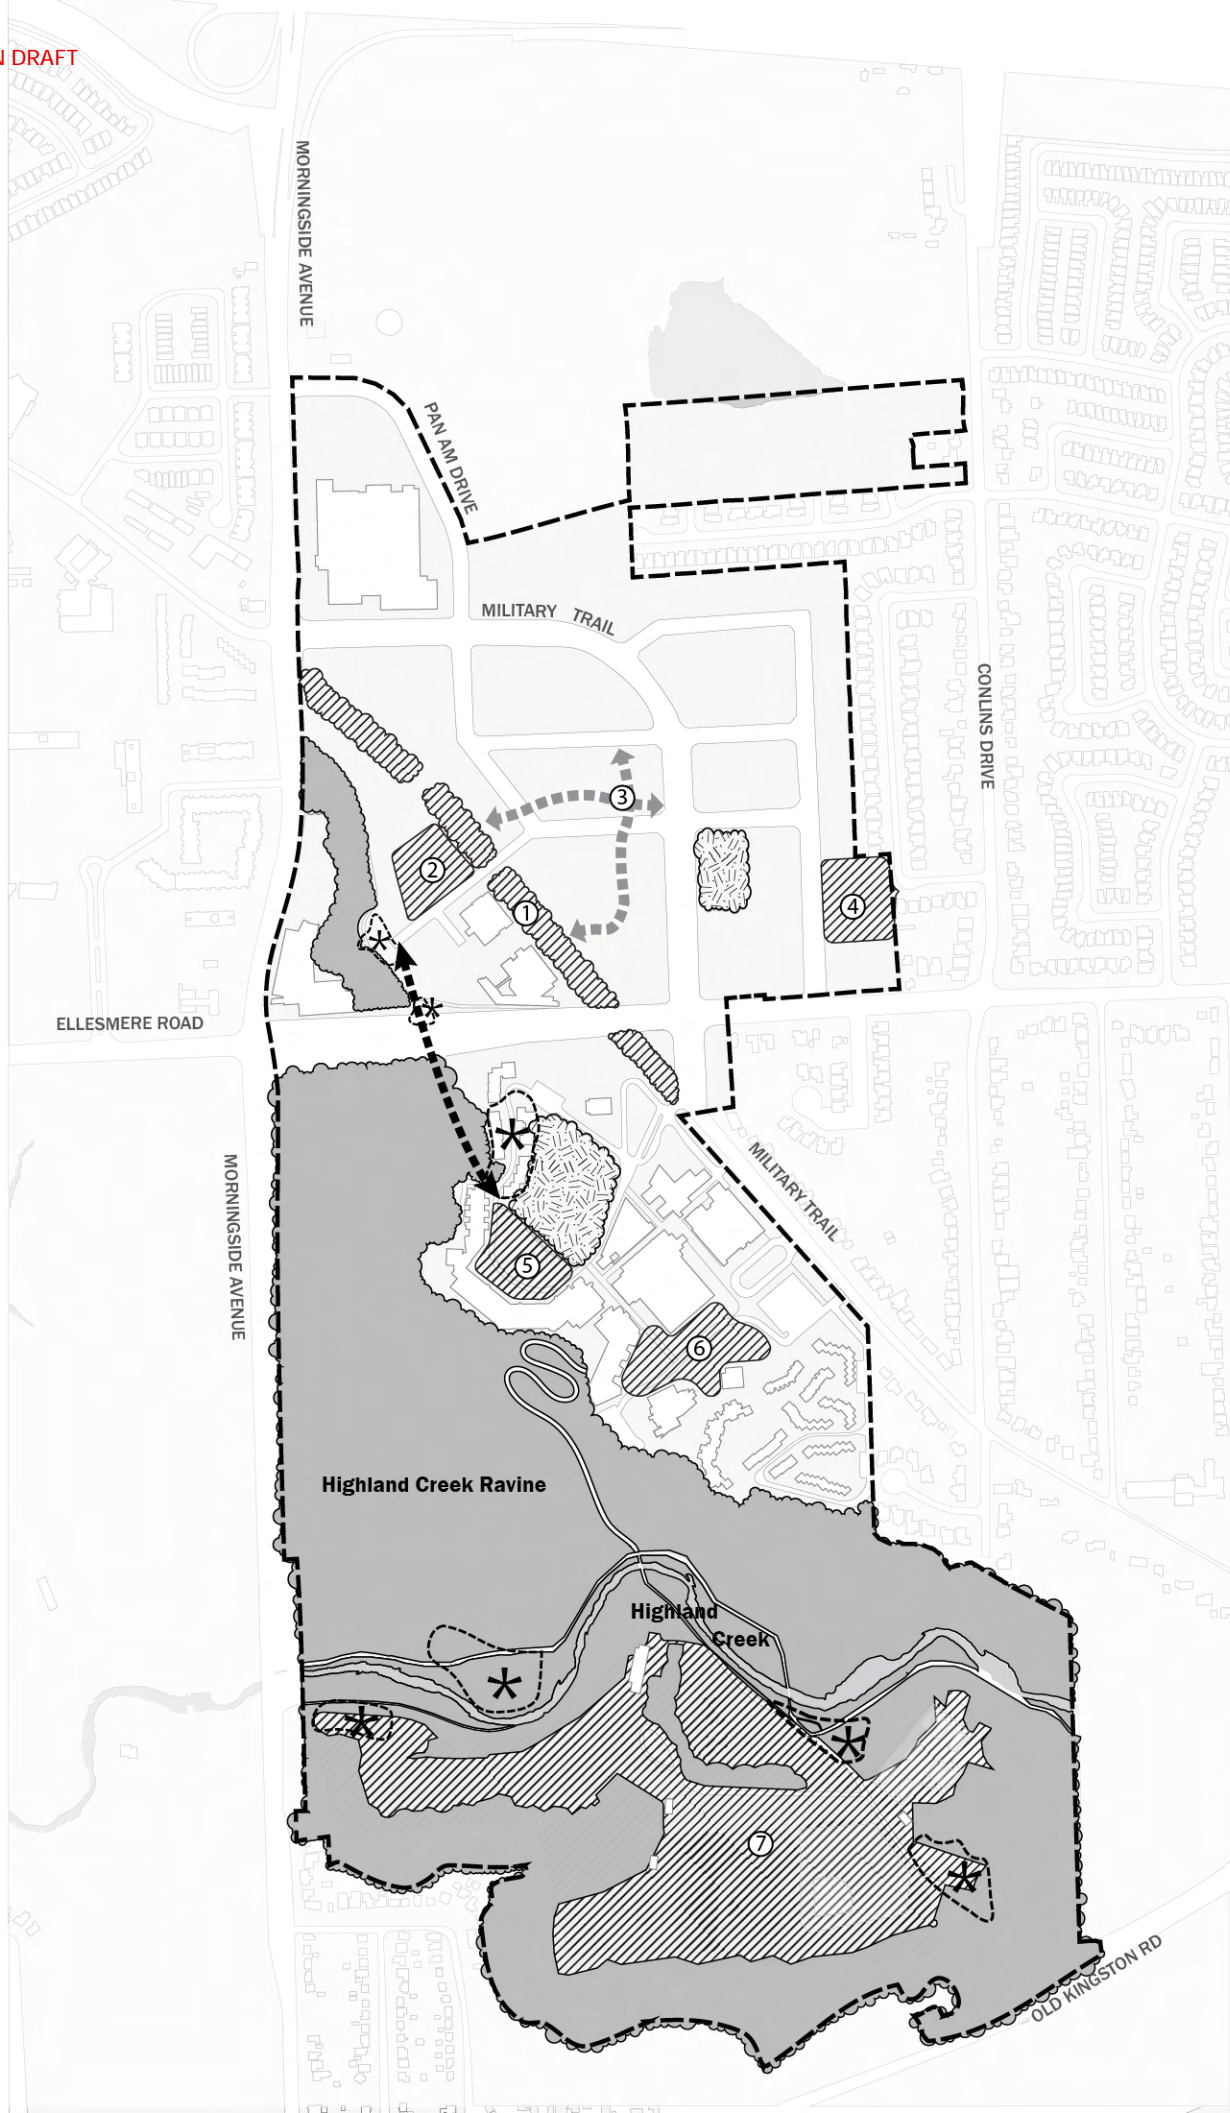 N DRAFT
MORNINGSIDE AVENUE
PAN AM DRIVE
MILITARY TRAIL
CONLINS DRIVE
3
2
1
4
*
*
ELLESMERE ROAD
*
MILITARY TRAIL
MORNINGSIDE AVENUE
5
6
Highland Creek Ravine
Highland
Creek
*
*
*
7
*
OLD KINGSTON RD